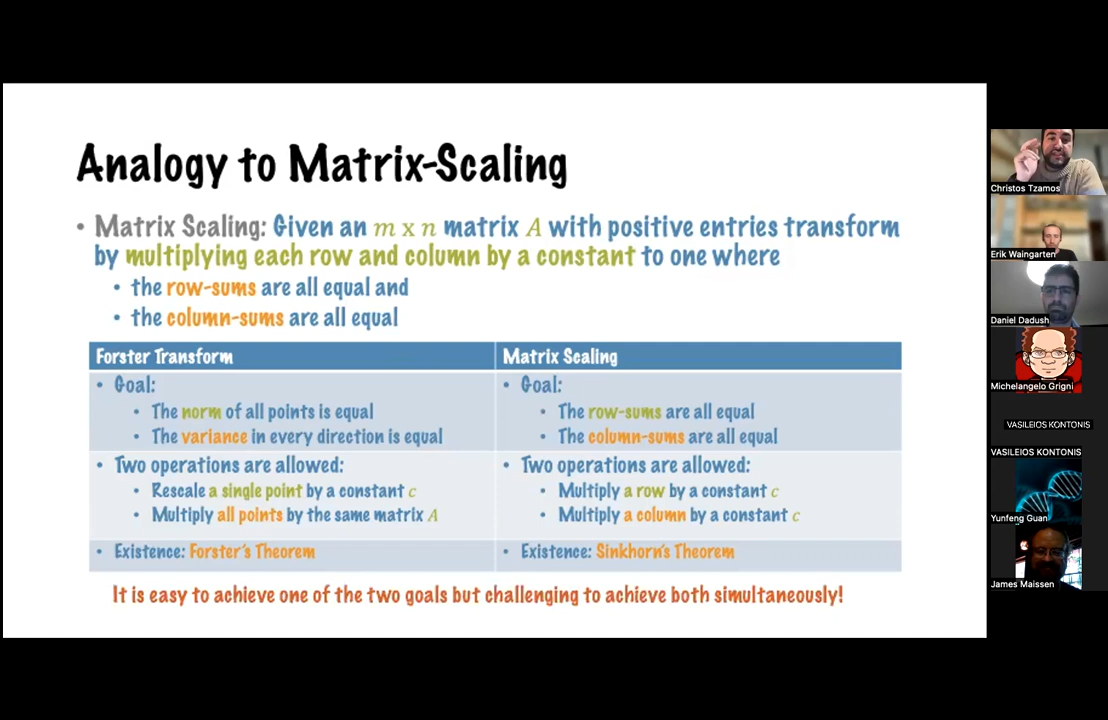 Analogy to Matrix-Scaling
• Matrix Scaling: Given an m x n matrix A with positive entries transform
by multiplying each row and column by a constant to one where
• the row-sums are all equal and
• the column-sums are all equal
Forster Transform
Matrix Scaling
• Goal:
• The norm of all points is equal
• The variance in every direction is equal
• Goal:
• The row-sums are all equal
• The column-sums are all equal
• Two operations are allowed:
• Rescale a single point by a constant c
• Multiply all points by the same matrix A
• Two operations are allowed:
• Multiply a row by a constant c
• Multiply a column by a constant c
• Existence: Forster's Theorem
• Existence: Sinkhorn's Theorem
It is easy to achieve one of the two goals but challenging to achieve both simultaneously!
Christos Tzamos
Erik Waingarten
Daniel Dadush
Michelangelo Grigni
VASILEIOS KONTONIS
VASILEIOS KONTONIS
Yunfeng Guan
James Maissen